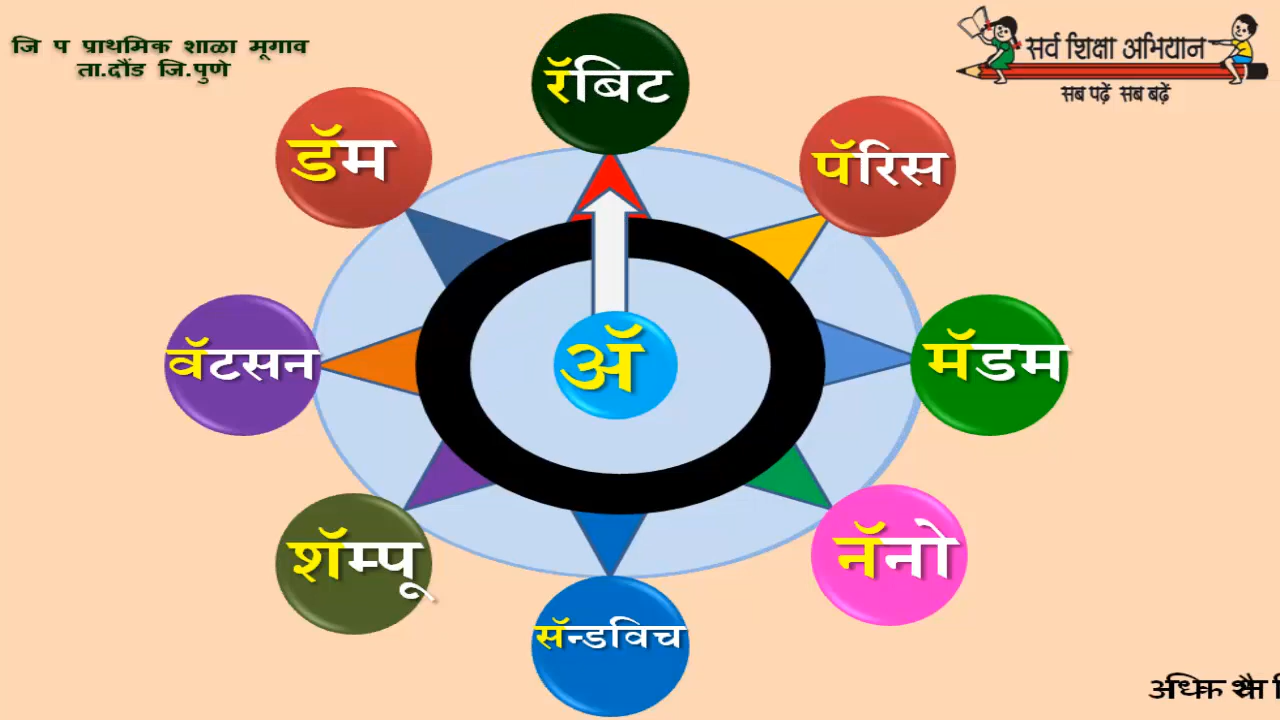 जि प प्राथमिक शाळा मूगाव
ता.दौंड जि.पुणे
सर्व शिक्षा अभियान
सब पढ़ें सब बढ़ें
रॅबिट
डॅम
पॅरिस
वॅटसन
अॅ
मॅडम
शॅम्पू
नॅनो
सॅन्डविच